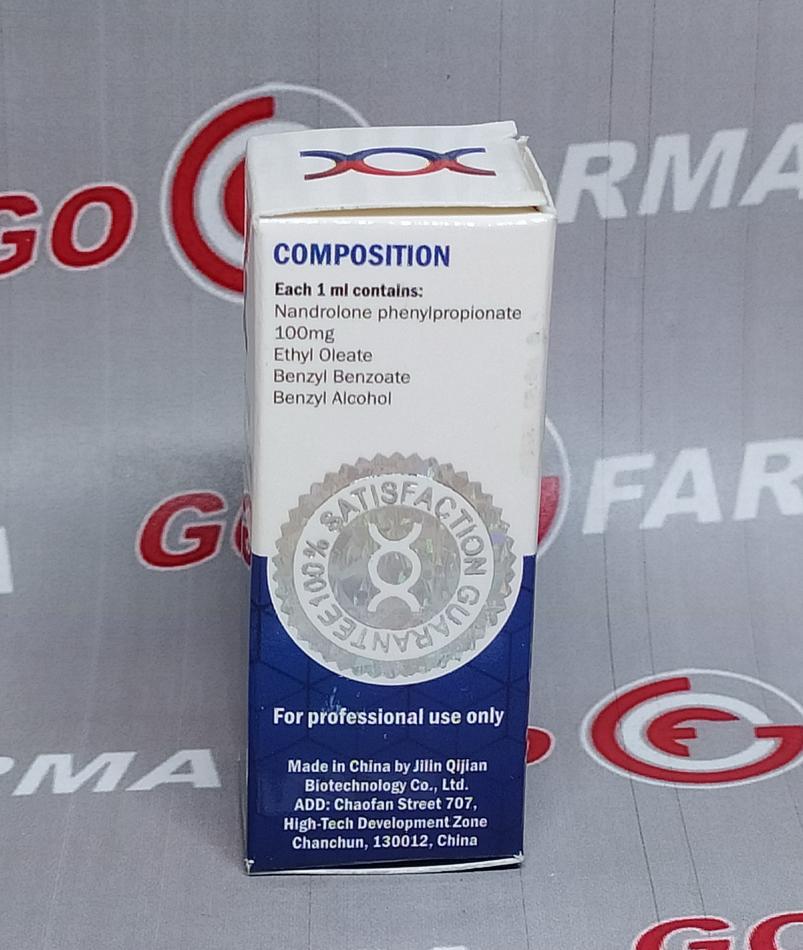 GO
RMA
COMPOSITION
Each 1 ml contains:
Nandrolone phenylpropionate
100mg
Ethyl Oleate
Benzyl Benzoate
Benzyl Alcohol
FAR
100% SATISFACTION GUARANTEE
For professional use only
RMA
Made in China by Jilin Qijian
Biotechnology Co., Ltd.
ADD: Chaofan Street 707,
High-Tech Development Zone
Chanchun, 130012, China
GO